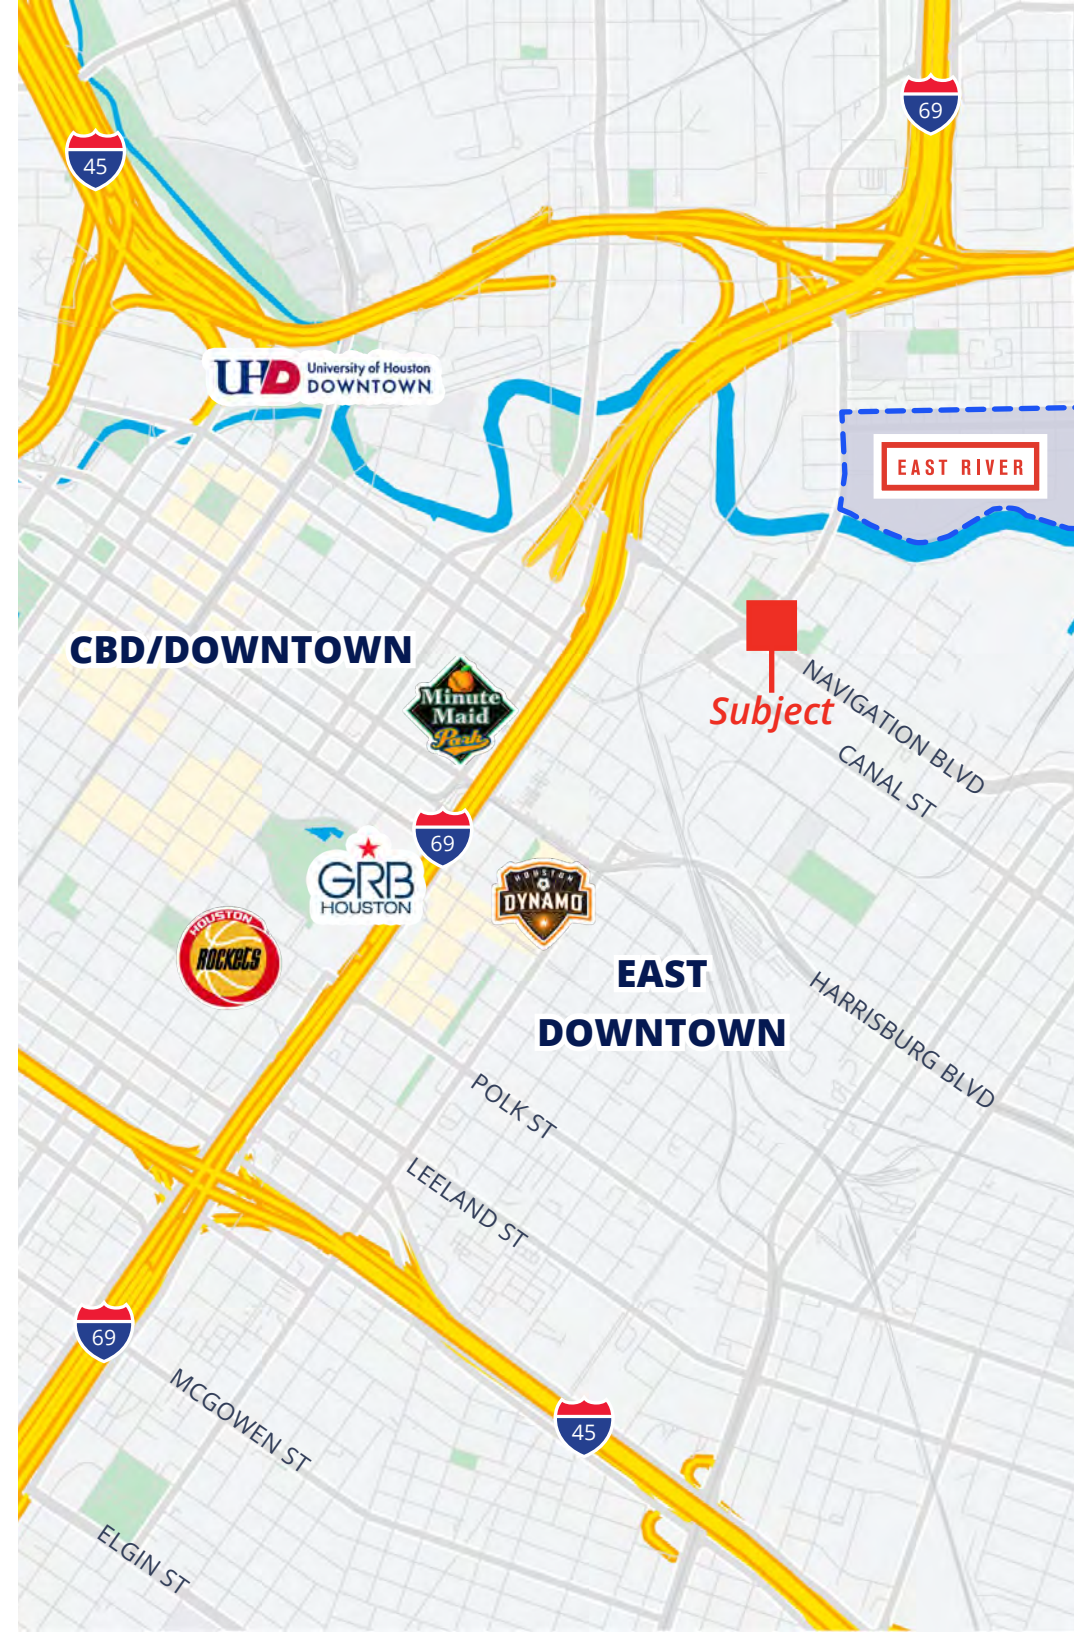 69
45
UHD University of Houston
DOWNTOWN
EAST RIVER
CBD/DOWNTOWN
Minute
Maid
Park
Subject
NAVIGATION BLVD
CANAL ST
69
GRB
HOUSTON
HOUSTON
DYNAMO
HOUSTON
ROCKETS
EAST
DOWNTOWN
HARRISBURG BLVD
POLK ST
LEELAND ST
69
MCGOWEN ST
45
ELGIN ST